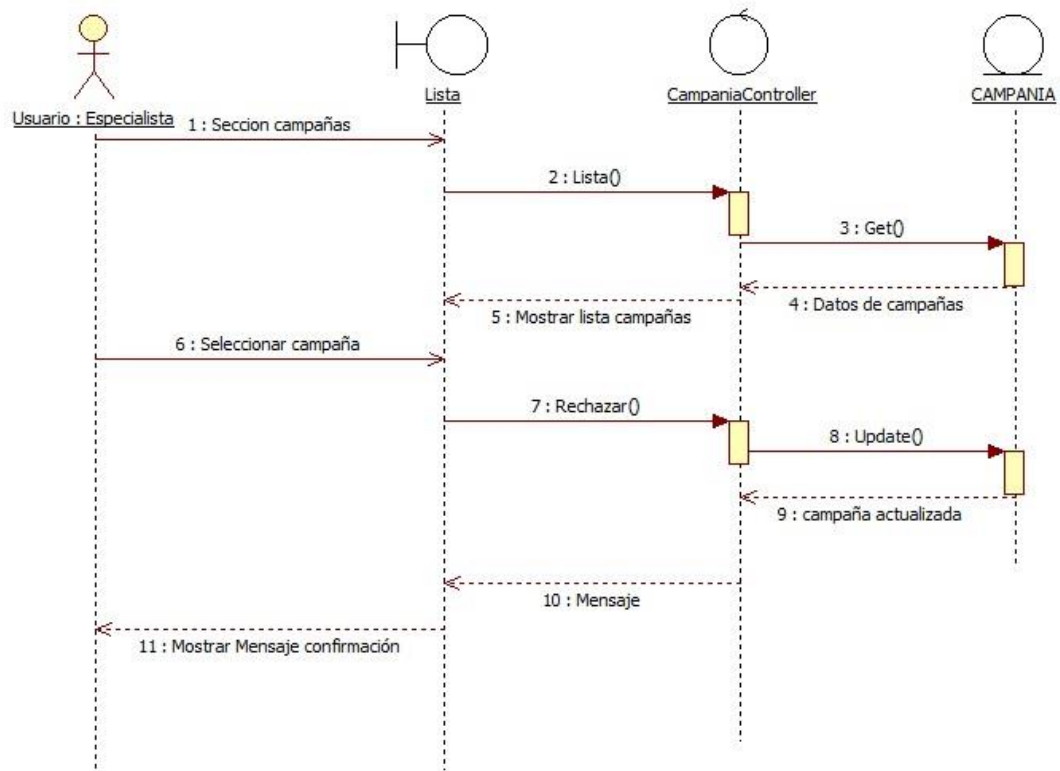 Lista
CampaniaController
CAMPANIA
Usuario : Especialista
1 : Seccion campañas
2 : Lista()
3 : Get()
4 : Datos de campañas
5 : Mostrar lista campañas
6 : Seleccionar campaña
7 : Rechazar()
8 : Update()
9 : campaña actualizada
10 : Mensaje
11 : Mostrar Mensaje confirmación